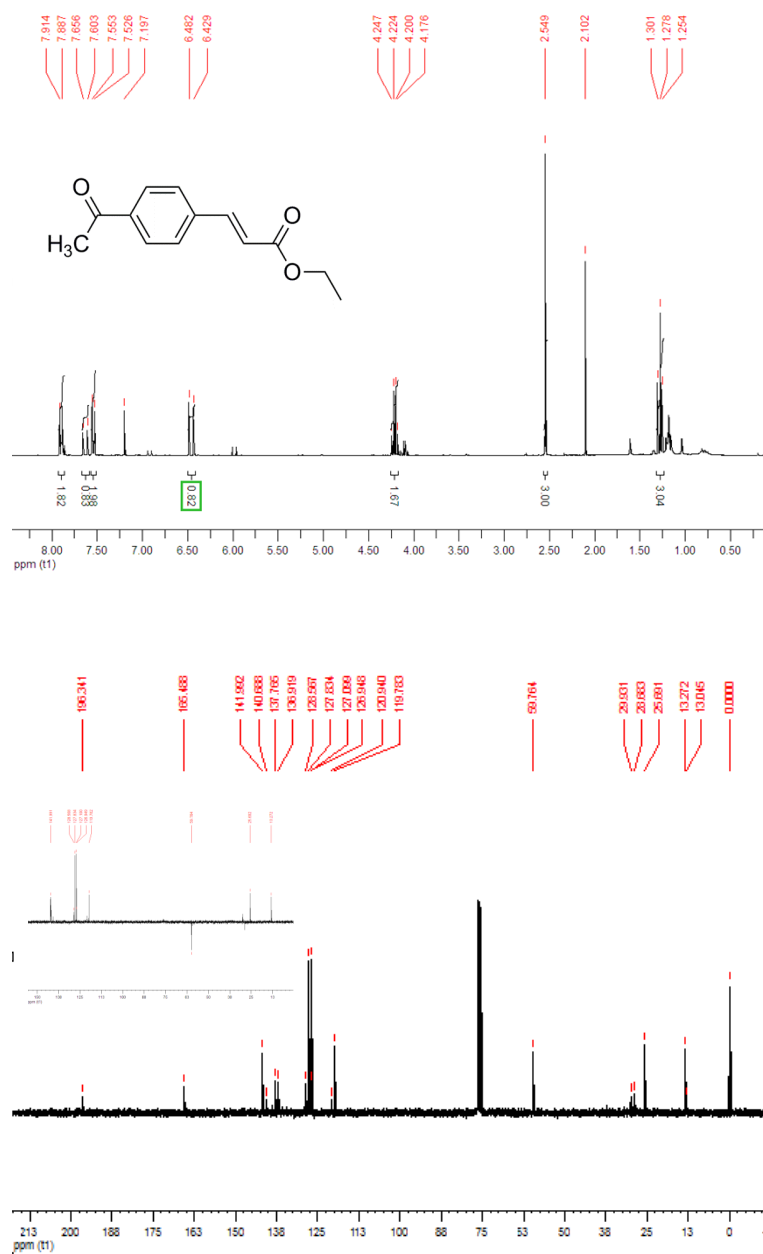 7.914 7.887 7.656 7.603 7.553 7.526 7.197 6.482 6.429 4.247 4.224 4.200 4.176 2.549 2.102 1.301 1.278 1.254
O
H₃C
O
O
1.82 0.83 1.98 0.82 1.67 3.00 3.04
8.00 7.50 7.00 6.50 6.00 5.50 5.00 4.50 4.00 3.50 3.00 2.50 2.00 1.50 1.00 0.50
ppm (t1)
196.341 165.488 141.992 140.688 137.765 136.919 128.567 127.834 127.099 126.948 120.940 119.783 59.764 29.931 28.683 25.691 13.272 13.045 0.0000
ppm (t1)
213 200 188 175 163 150 138 125 113 100 88 75 63 50 38 25 13 0
ppm (t1)